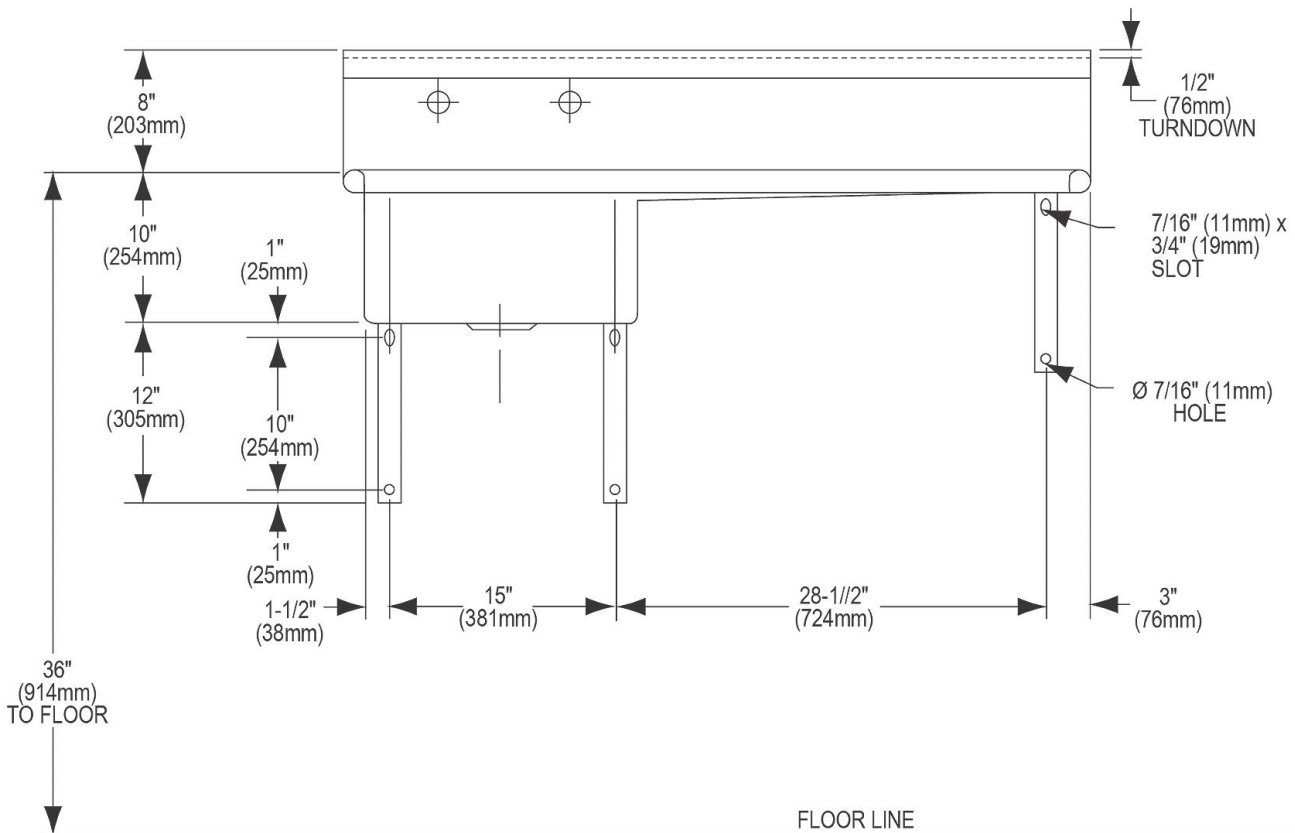 8"
(203mm)
1/2"
(76mm)
TURNDOWN
10"
(254mm)
1"
(25mm)
7/16" (11mm) x
3/4" (19mm)
SLOT
12"
(305mm)
10"
(254mm)
Ø 7/16" (11mm)
HOLE
1"
(25mm)
1-1/2"
(38mm)
15"
(381mm)
28-1//2"
(724mm)
3"
(76mm)
36"
(914mm)
TO FLOOR
FLOOR LINE